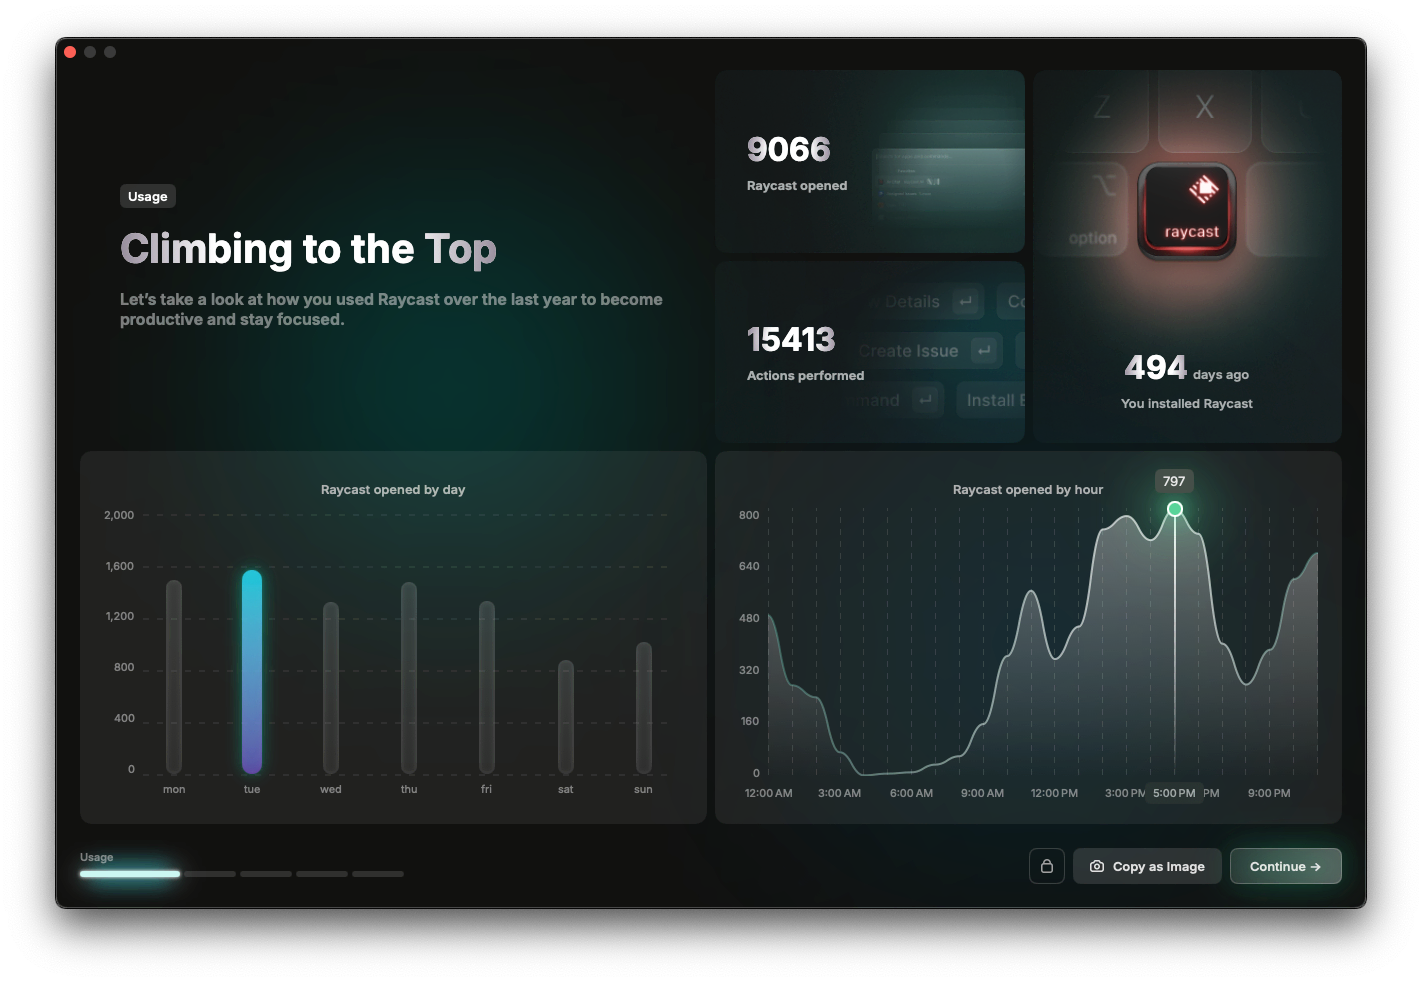 Usage
Climbing to the Top
Let's take a look at how you used Raycast over the last year to become
productive and stay focused.
9066
Raycast opened
15413
Actions performed
Details
Create Issue
Install
Z
X
option
raycast
494 days ago
You installed Raycast
Raycast opened by day
2,000
1,600
1,200
800
400
0
mon tue wed thu fri sat sun
Raycast opened by hour
797
800
640
480
320
160
0
12:00 AM 3:00 AM 6:00 AM 9:00 AM 12:00 PM 3:00 PM 5:00 PM PM 9:00 PM
Usage
Copy as Image
Continue →